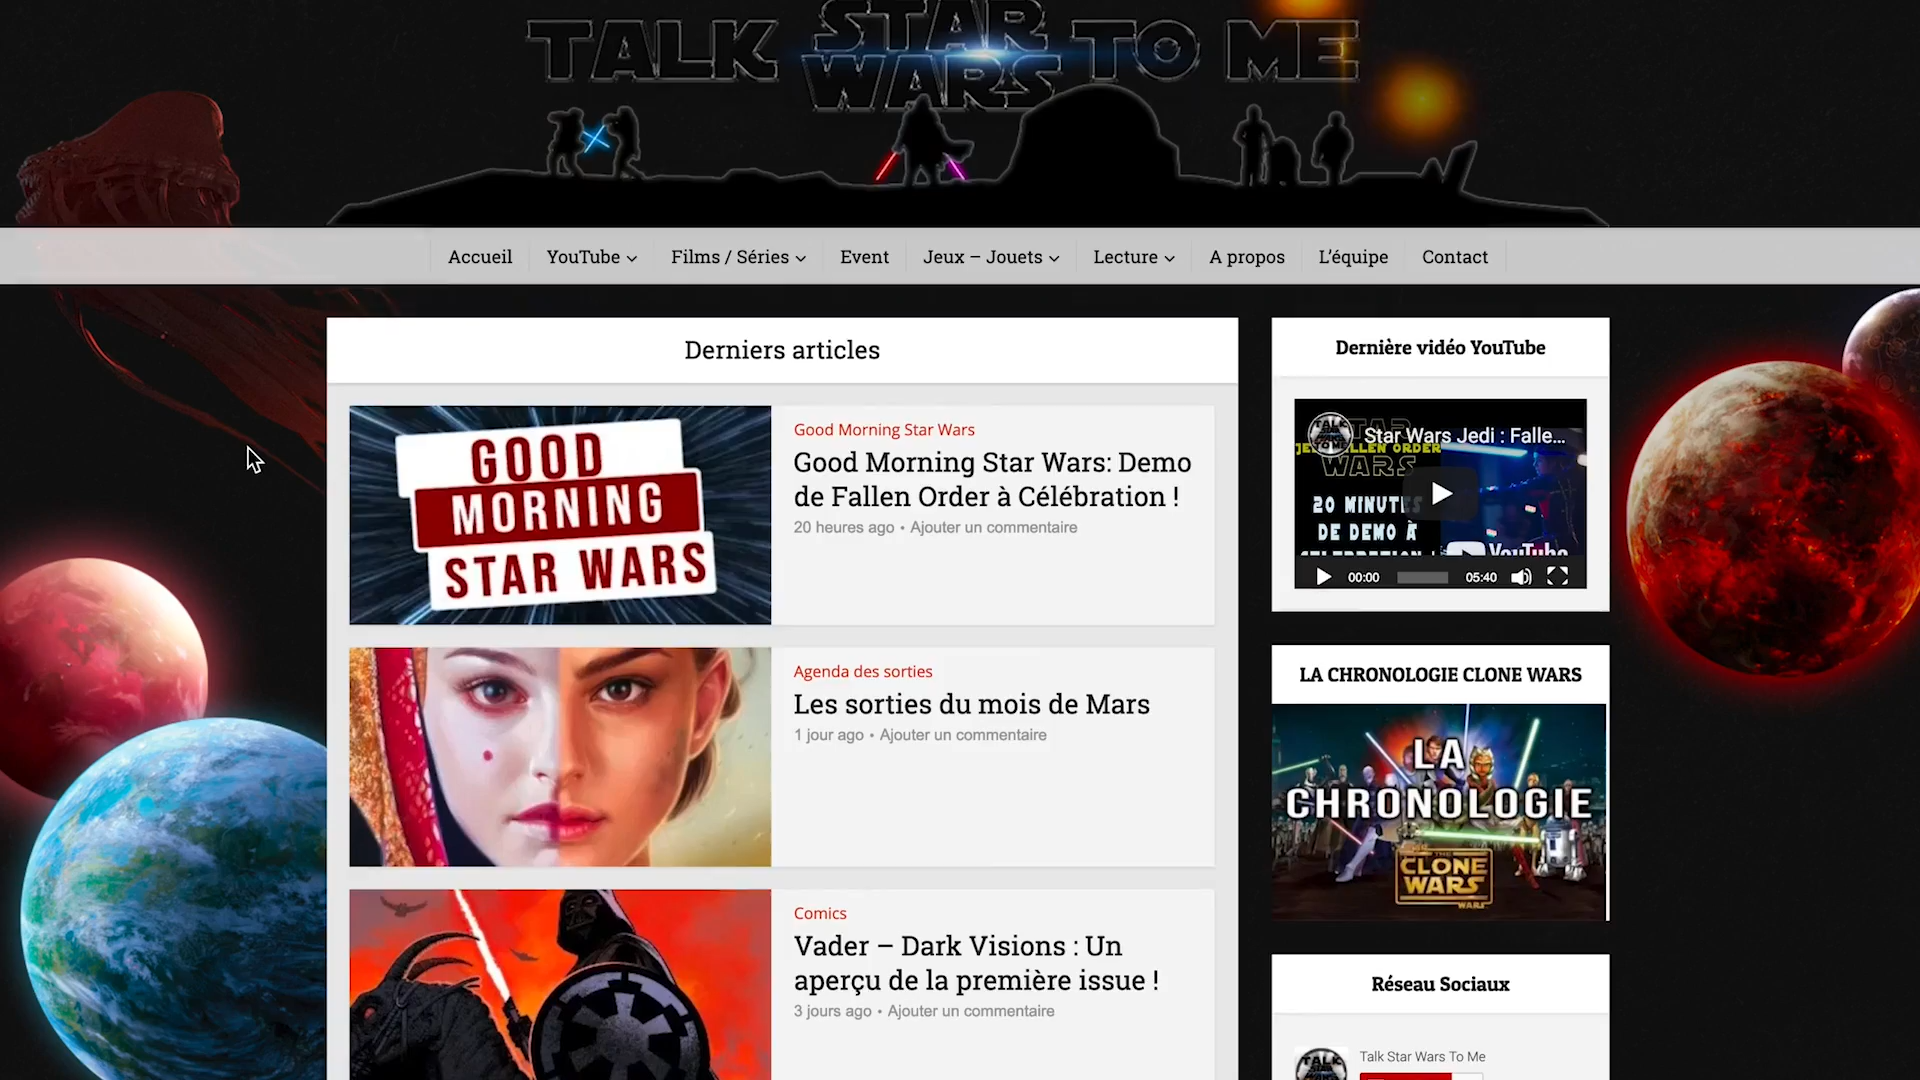 TALK STAR WARS TO ME
Accueil
YouTube
Films / Séries
Event
Jeux – Jouets
Lecture
A propos
L'équipe
Contact
Derniers articles
GOOD
MORNING
STAR WARS
Good Morning Star Wars
Good Morning Star Wars: Demo
de Fallen Order à Célébration !
20 heures ago • Ajouter un commentaire
Agenda des sorties
Les sorties du mois de Mars
1 jour ago • Ajouter un commentaire
Comics
Vader – Dark Visions : Un
aperçu de la première issue !
3 jours ago • Ajouter un commentaire
Dernière vidéo YouTube
Star Wars Jedi : Falle...
20 MINUTES
DE DEMO À
YouTube
00:00
05:40
LA CHRONOLOGIE CLONE WARS
LA
CHRONOLOGIE
THE
CLONE
WARS
Réseau Sociaux
Talk Star Wars To Me